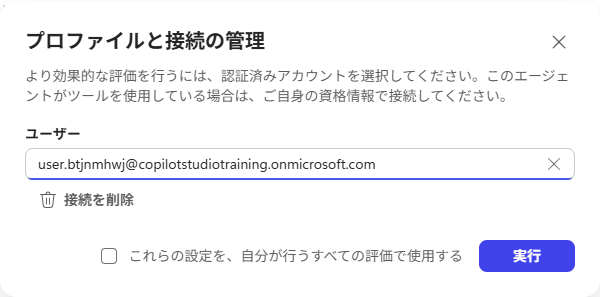 プロファイルと接続の管理
より効果的な評価を行うには、認証済みアカウントを選択してください。このエージェ
ントがツールを使用している場合は、ご自身の資格情報で接続してください。
ユーザー
user.btjnmhwj@copilotstudiotraining.onmicrosoft.com
接続を削除
これらの設定を、自分が行うすべての評価で使用する
実行